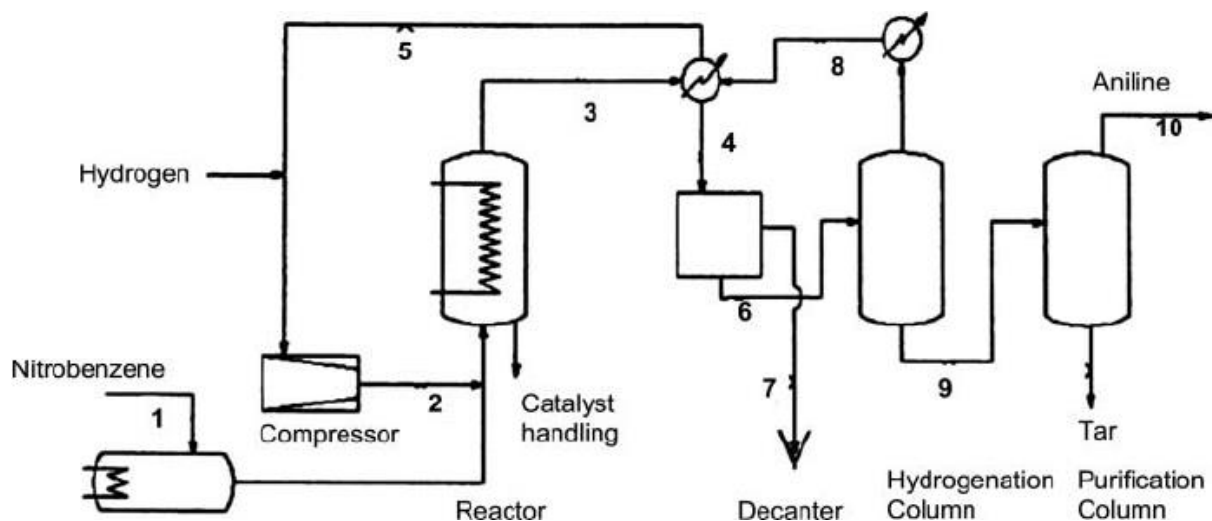 5
8
Aniline
10
3
4
Hydrogen
6
Nitrobenzene
1
2
7
9
Catalyst
handling
Compressor
Tar
Reactor
Decanter
Hydrogenation
Column
Purification
Column